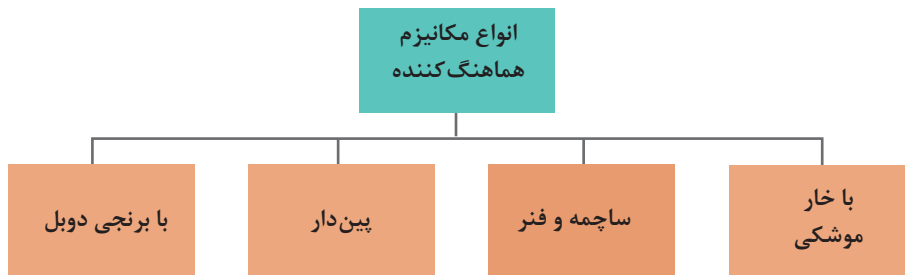 انواع مکانیزم
هماهنگ‌کننده
با خار
موشکی
ساچمه و فنر
پین‌دار
با برنجی دوبل